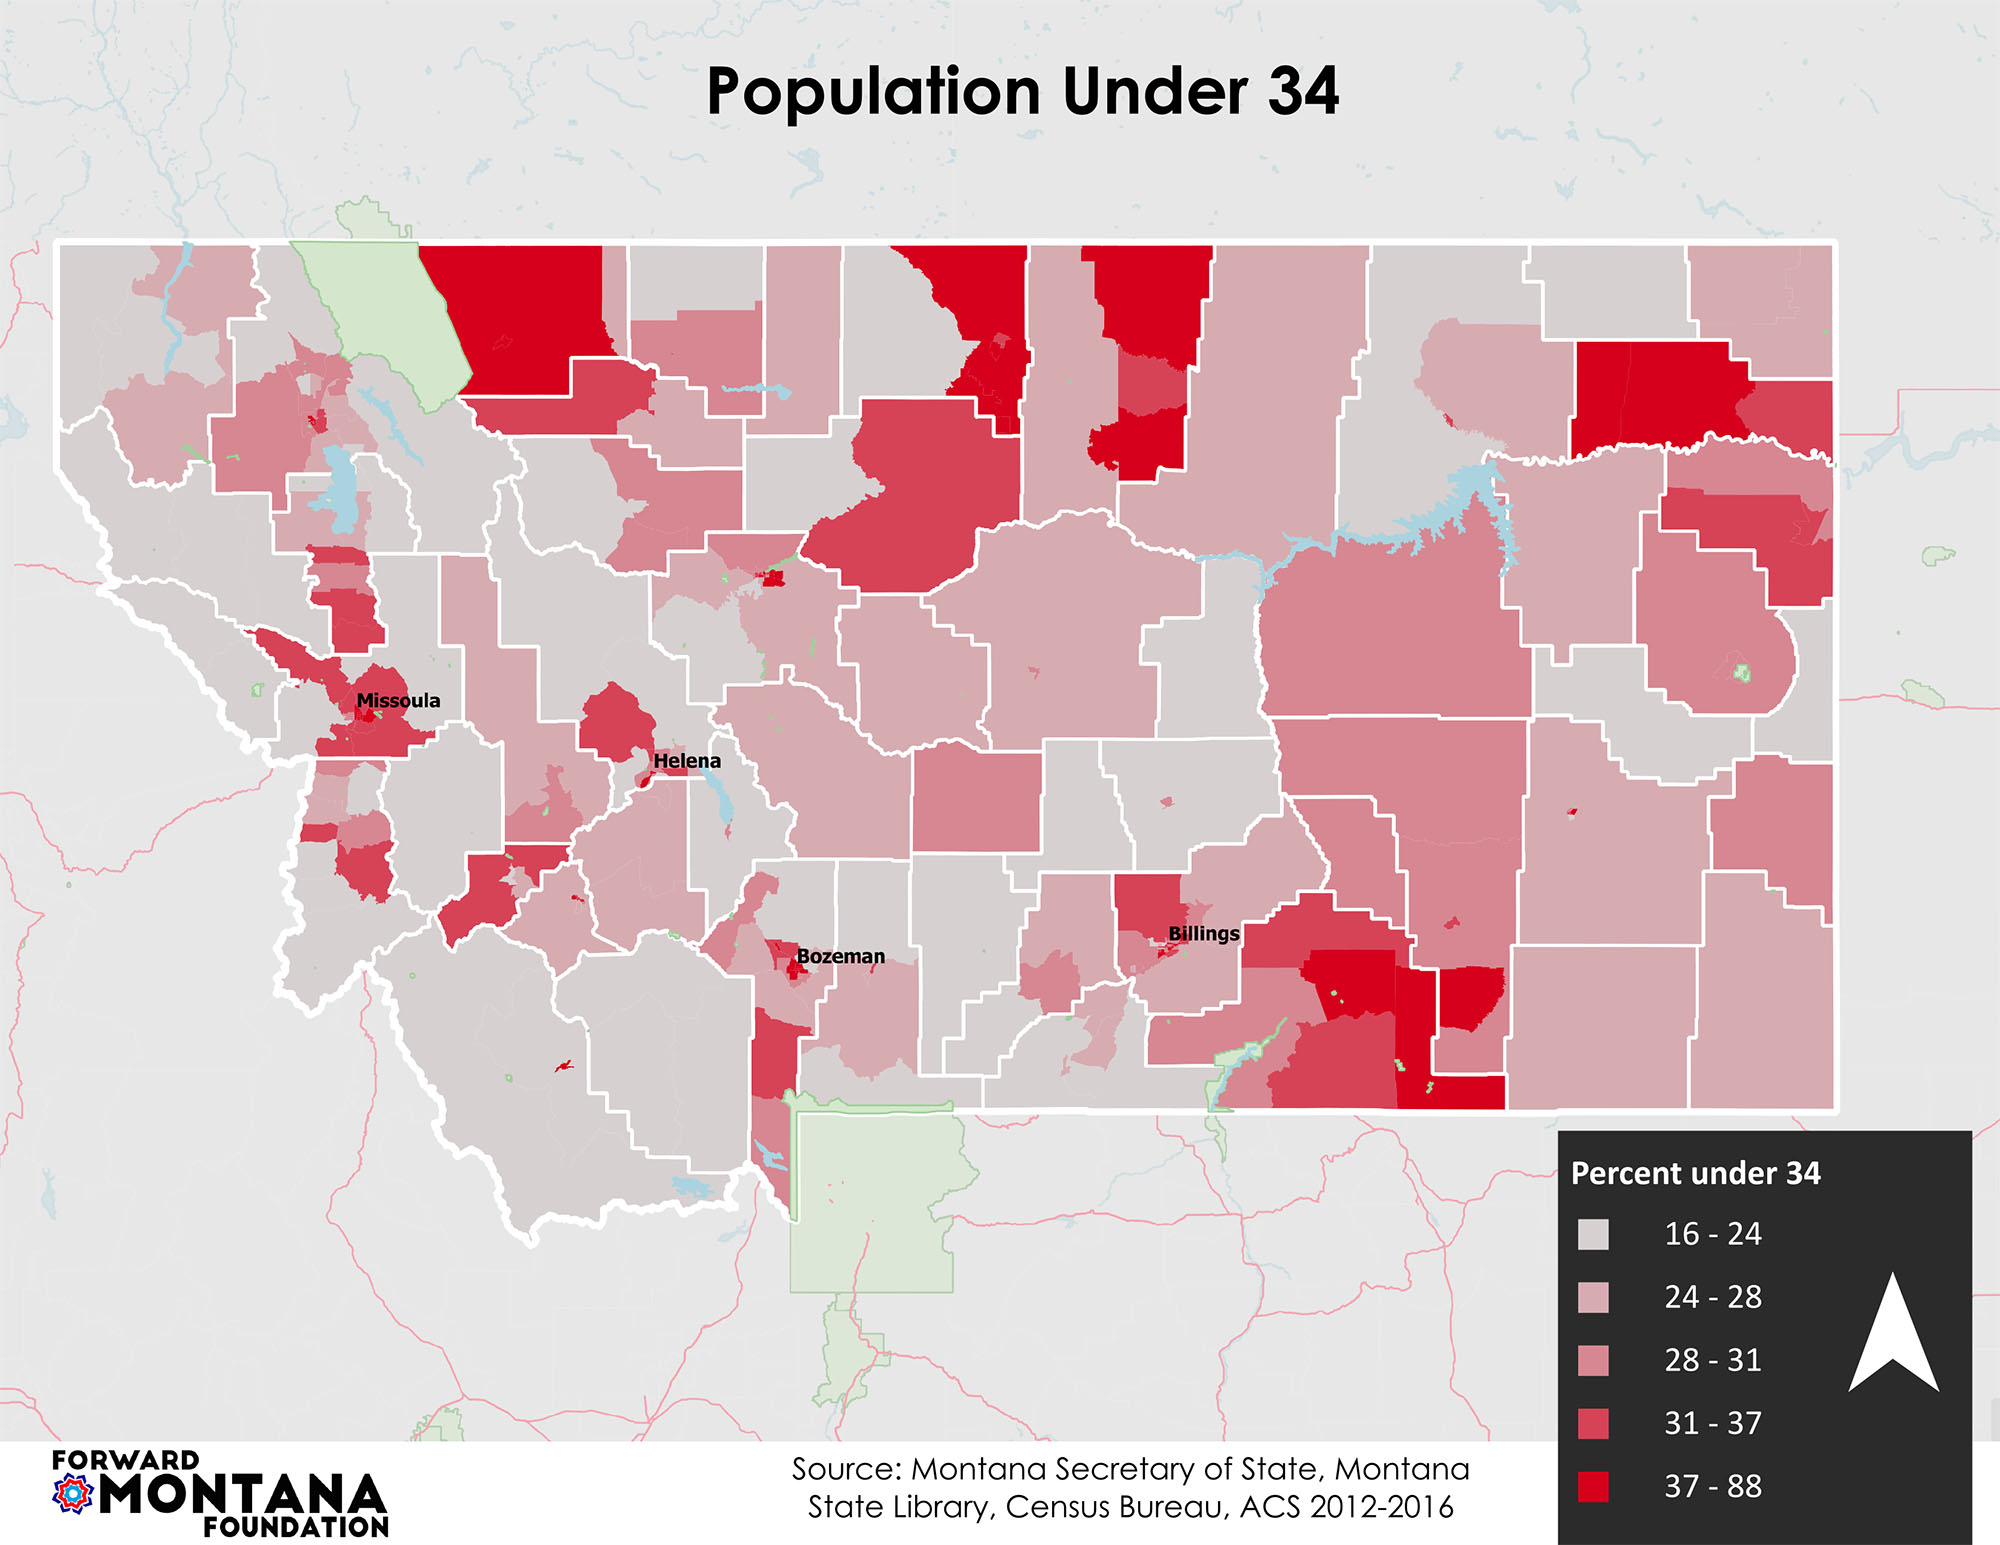 Population Under 34
Missoula
Helena
Billings
Bozeman
Percent under 34
16 - 24
24 - 28
28 - 31
31 - 37
37 - 88
FORWARD
MONTANA
FOUNDATION
Source: Montana Secretary of State, Montana
State Library, Census Bureau, ACS 2012-2016